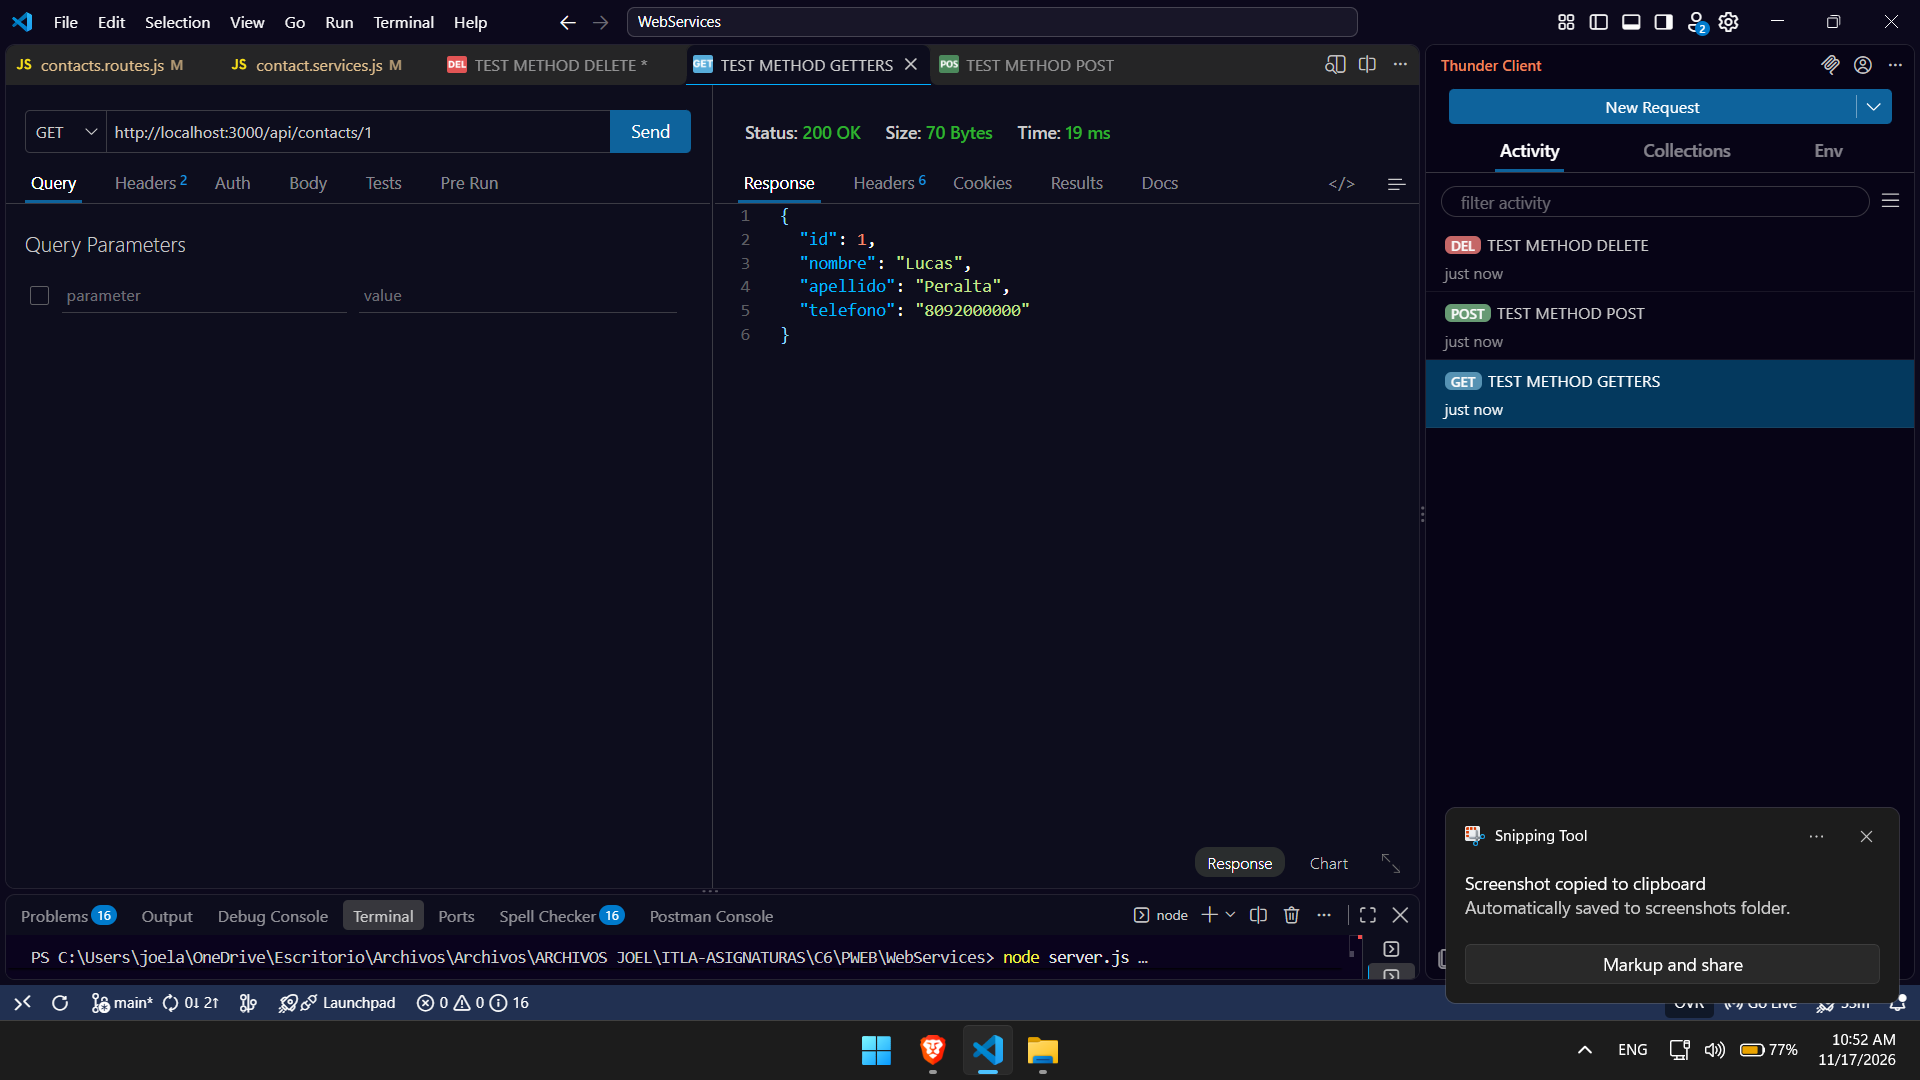 File Edit Selection View Go Run Terminal Help
WebServices
2
JS contacts.routes.js M
JS contact.services.js M
DEL TEST METHOD DELETE *
GET TEST METHOD GETTERS
POS TEST METHOD POST
GET
http://localhost:3000/api/contacts/1
Send
Query Headers 2 Auth Body Tests Pre Run
Query Parameters
parameter value
Status: 200 OK Size: 70 Bytes Time: 19 ms
Response Headers 6 Cookies Results Docs </>
1 {
2 "id": 1,
3 "nombre": "Lucas",
4 "apellido": "Peralta",
5 "telefono": "8092000000"
6 }
Response Chart
Thunder Client
New Request
Activity Collections Env
filter activity
DEL TEST METHOD DELETE
just now
POST TEST METHOD POST
just now
GET TEST METHOD GETTERS
just now
Problems 16 Output Debug Console Terminal Ports Spell Checker 16 Postman Console
node
PS C:\Users\joela\OneDrive\Escritorio\Archivos\Archivos\ARCHIVOS JOEL\ITLA-ASIGNATURAS\C6\PWEB\WebServices> node server.js …
Snipping Tool
Screenshot copied to clipboard
Automatically saved to screenshots folder.
Markup and share
main* 0↓ 2↑ Launchpad 0 0 16
OVR Go Live 53m
ENG 77%
10:52 AM
11/17/2026